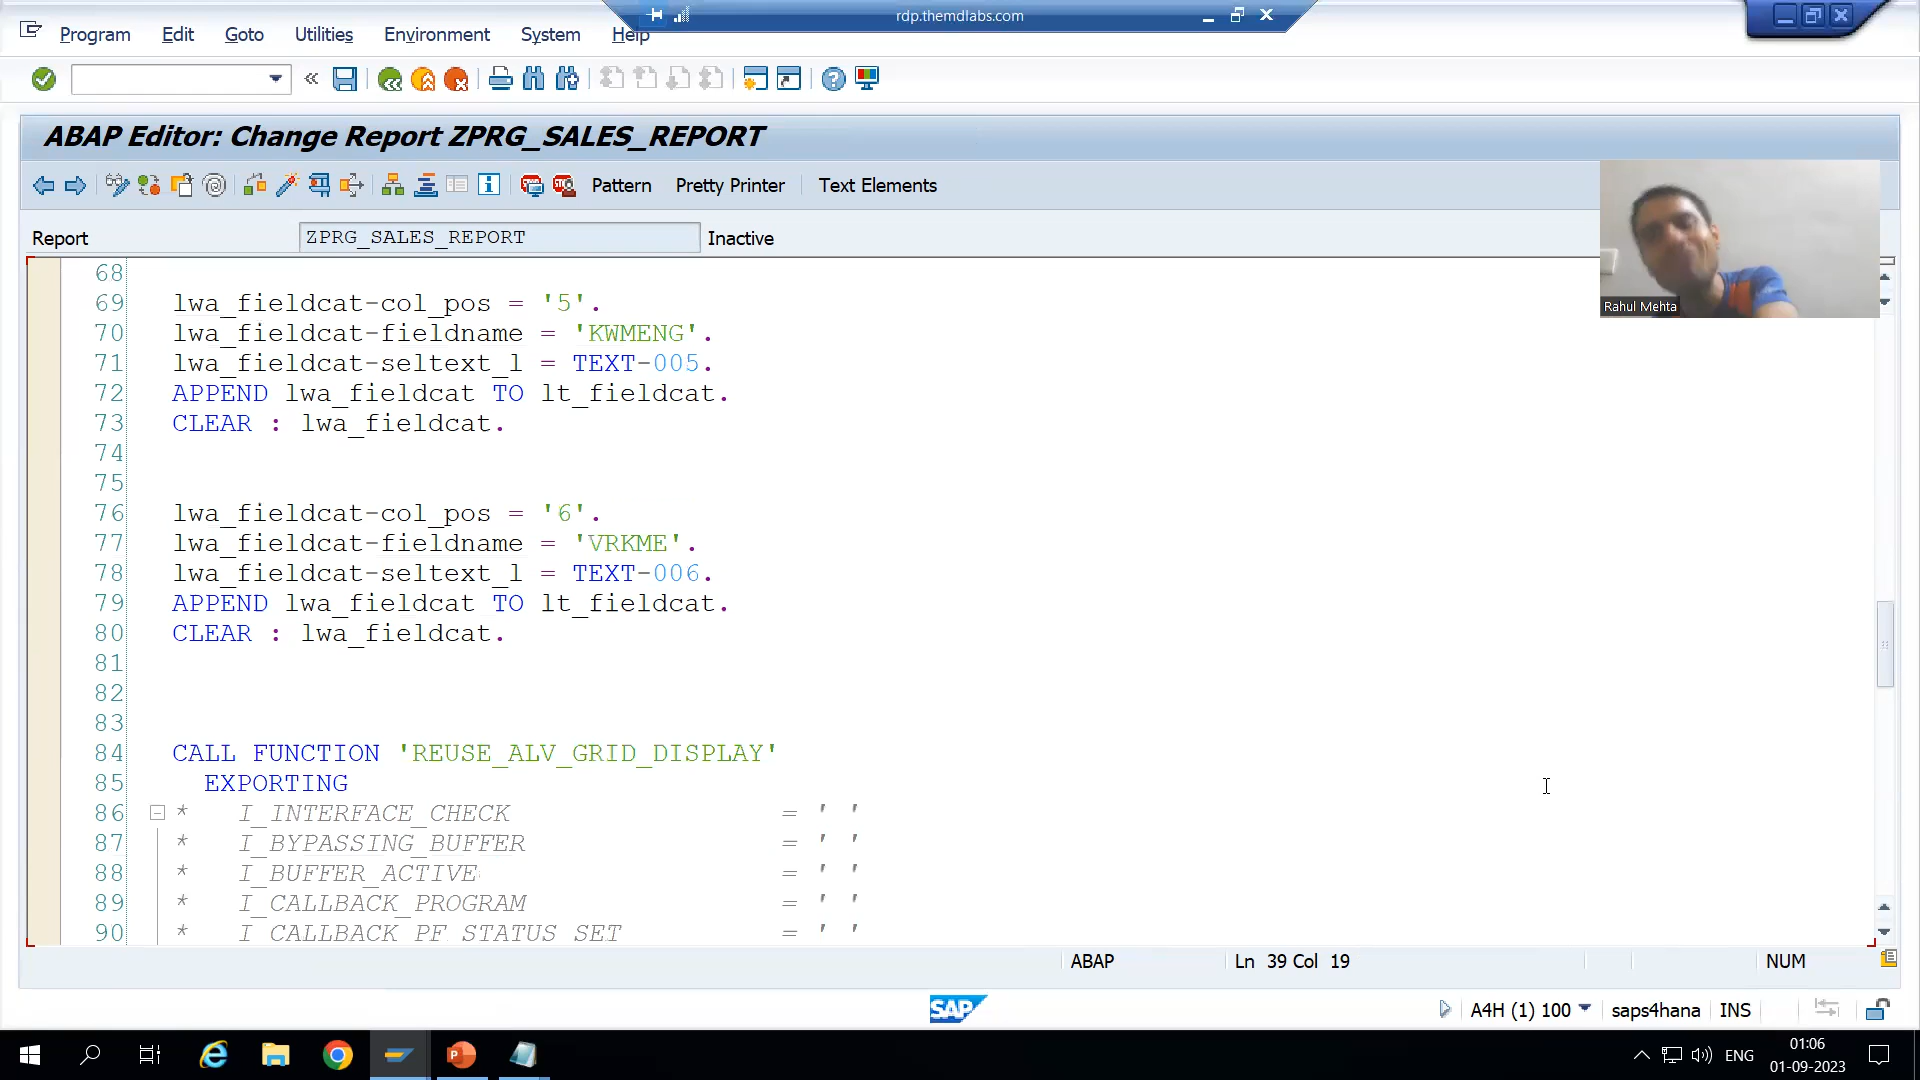 rdp.themdlabs.com
Program Edit Goto Utilities Environment System Help
ABAP Editor: Change Report ZPRG_SALES_REPORT
Pattern Pretty Printer Text Elements
Report ZPRG_SALES_REPORT Inactive
Rahul Mehta
68
69 lwa_fieldcat-col_pos = '5'.
70 lwa_fieldcat-fieldname = 'KWMENG'.
71 lwa_fieldcat-seltext_l = TEXT-005.
72 APPEND lwa_fieldcat TO lt_fieldcat.
73 CLEAR : lwa_fieldcat.
74
75
76 lwa_fieldcat-col_pos = '6'.
77 lwa_fieldcat-fieldname = 'VRKME'.
78 lwa_fieldcat-seltext_l = TEXT-006.
79 APPEND lwa_fieldcat TO lt_fieldcat.
80 CLEAR : lwa_fieldcat.
81
82
83
84 CALL FUNCTION 'REUSE_ALV_GRID_DISPLAY'
85 EXPORTING
86 * I_INTERFACE_CHECK = ' '
87 * I_BYPASSING_BUFFER = ' '
88 * I_BUFFER_ACTIVE = ' '
89 * I_CALLBACK_PROGRAM = ' '
90 * I_CALLBACK_PF_STATUS_SET = ' '
ABAP Ln 39 Col 19 NUM
SAP A4H (1) 100 saps4hana INS
ENG 01:06
01-09-2023